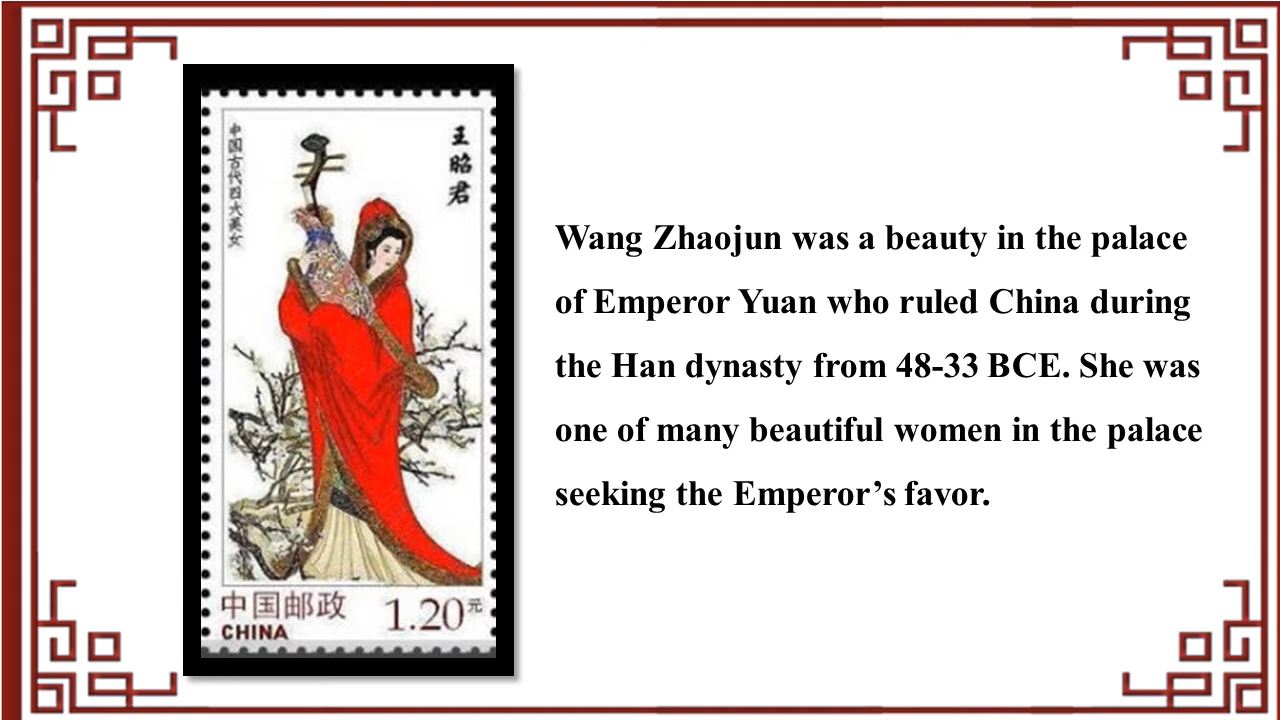 中国古代四大美女
王昭君
中国邮政
CHINA
1.20元
Wang Zhaojun was a beauty in the palace
of Emperor Yuan who ruled China during
the Han dynasty from 48-33 BCE. She was
one of many beautiful women in the palace
seeking the Emperor’s favor.